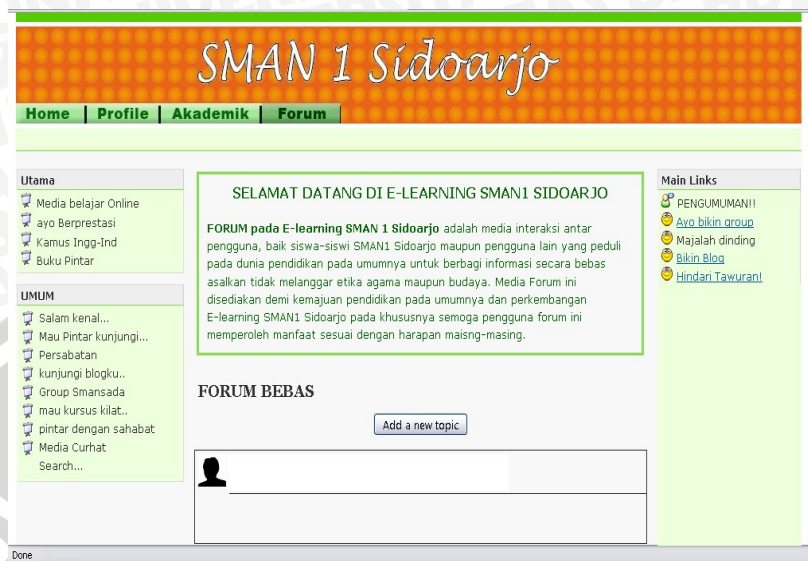 SMAN 1 Sidoarjo
Home Profile Akademik Forum
Utama
Media belajar Online
ayo Berprestasi
Kamus Ingg-Ind
Buku Pintar
UMUM
Salam kenal...
Mau Pintar kunjungi...
Persabatan
kunjungi blogku..
Group Smansada
mau kursus kilat..
pintar dengan sahabat
Media Curhat
Search...
SELAMAT DATANG DI E-LEARNING SMAN1 SIDOARJO
FORUM pada E-learning SMAN 1 Sidoarjo adalah media interaksi antar
pengguna, baik siswa-siswi SMAN1 Sidoarjo maupun pengguna lain yang peduli
pada dunia pendidikan pada umumnya untuk berbagi informasi secara bebas
asalkan tidak melanggar etika agama maupun budaya. Media Forum ini
disediakan demi kemajuan pendidikan pada umumnya dan perkembangan
E-learning SMAN1 Sidoarjo pada khususnya semoga pengguna forum ini
memperoleh manfaat sesuai dengan harapan maisng-masing.
FORUM BEBAS
Add a new topic
Main Links
PENGUMUMAN!!
Ayo bikin group
Majalah dinding
Bikin Blog
Hindari Tawuran!
Done